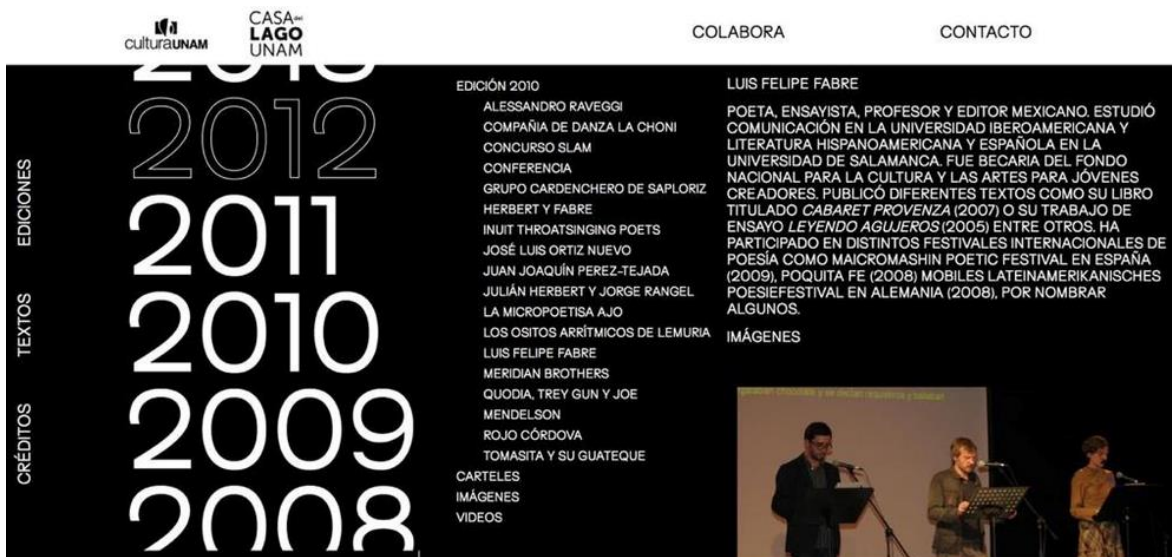 culturaUNAM
CASA del
LAGO
UNAM
COLABORA
CONTACTO
EDICIONES
TEXTOS
CRÉDITOS
2012
2011
2010
2009
2008
EDICIÓN 2010
ALESSANDRO RAVEGGI
COMPAÑIA DE DANZA LA CHONI
CONCURSO SLAM
CONFERENCIA
GRUPO CARDENCHERO DE SAPLORIZ
HERBERT Y FABRE
INUIT THROATSINGING POETS
JOSÉ LUIS ORTIZ NUEVO
JUAN JOAQUÍN PEREZ-TEJADA
JULIÁN HERBERT Y JORGE RANGEL
LA MICROPOETISA AJO
LOS OSITOS ARRÍTMICOS DE LEMURIA
LUIS FELIPE FABRE
MERIDIAN BROTHERS
QUODIA, TREY GUN Y JOE
MENDELSON
ROJO CÓRDOVA
TOMASITA Y SU GUATEQUE
CARTELES
IMÁGENES
VIDEOS
LUIS FELIPE FABRE
POETA, ENSAYISTA, PROFESOR Y EDITOR MEXICANO. ESTUDIÓ
COMUNICACIÓN EN LA UNIVERSIDAD IBEROAMERICANA Y
LITERATURA HISPANOAMERICANA Y ESPAÑOLA EN LA
UNIVERSIDAD DE SALAMANCA. FUE BECARIA DEL FONDO
NACIONAL PARA LA CULTURA Y LAS ARTES PARA JÓVENES
CREADORES. PUBLICÓ DIFERENTES TEXTOS COMO SU LIBRO
TITULADO CABARET PROVENZA (2007) O SU TRABAJO DE
ENSAYO LEYENDO AGUJEROS (2005) ENTRE OTROS. HA
PARTICIPADO EN DISTINTOS FESTIVALES INTERNACIONALES DE
POESÍA COMO MAICROMASHIN POETIC FESTIVAL EN ESPAÑA
(2009), POQUITA FE (2008) MOBILES LATEINAMERIKANISCHES
POESIEFESTIVAL EN ALEMANIA (2008), POR NOMBRAR
ALGUNOS.
IMÁGENES